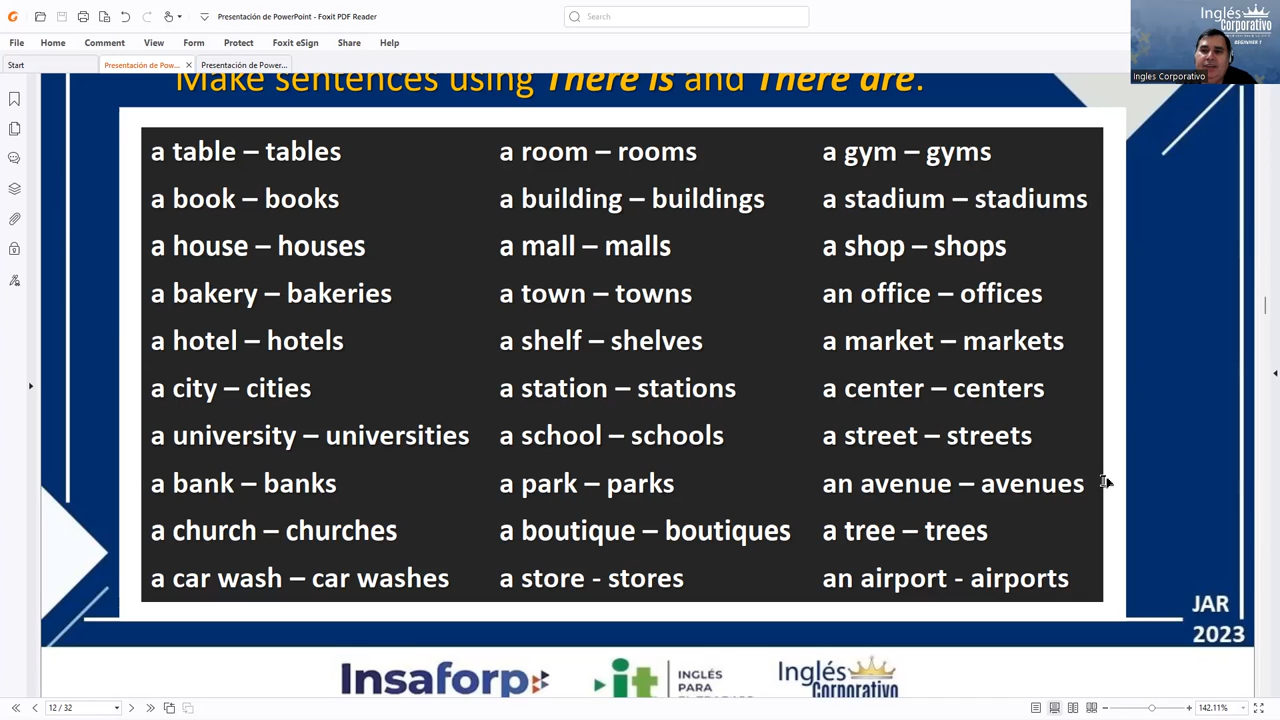 Presentación de PowerPoint - Foxit PDF Reader
Search
File Home Comment View Form Protect Foxit eSign Share Help
Start
Presentación de Pow...
Presentación de Power...
Inglés
Corporativo
BEGINNER 1
Ingles Corporativo
Make sentences using There is and There are.
a table – tables
a book – books
a house – houses
a bakery – bakeries
a hotel – hotels
a city – cities
a university – universities
a bank – banks
a church – churches
a car wash – car washes
a room – rooms
a building – buildings
a mall – malls
a town – towns
a shelf – shelves
a station – stations
a school – schools
a park – parks
a boutique – boutiques
a store - stores
a gym – gyms
a stadium – stadiums
a shop – shops
an office – offices
a market – markets
a center – centers
a street – streets
an avenue – avenues
a tree – trees
an airport - airports
JAR
2023
Insaforp
it
INGLÉS
PARA
Inglés
Corporativo
12 / 32
142.11%